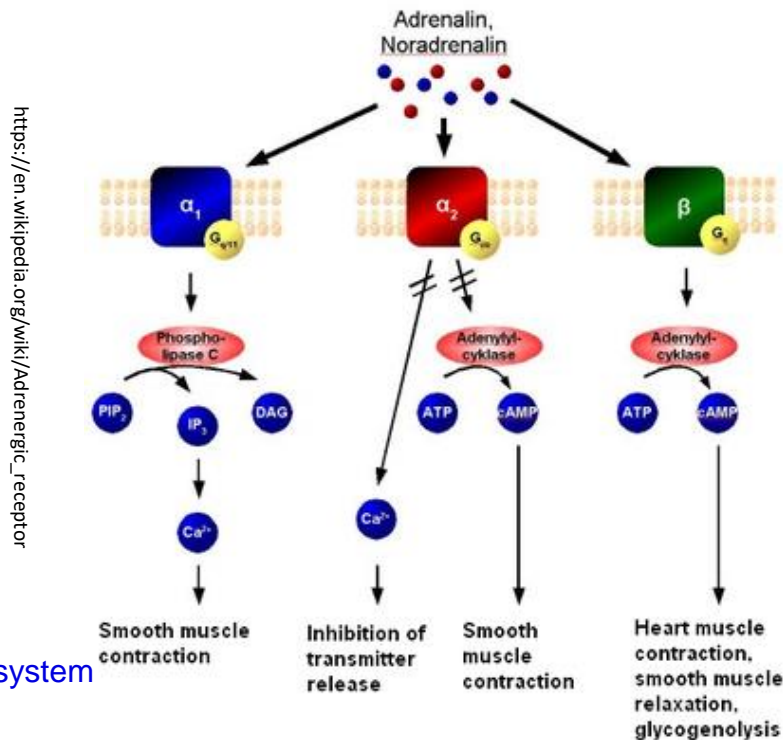 Adrenalin,
Noradrenalin
https://en.wikipedia.org/wiki/Adrenergic_receptor
α₁
α₂
β
Phospho-
lipase C
Adenylyl-
cyklase
Adenylyl-
cyklase
PIP₂
IP₃
DAG
ATP
cAMP
ATP
cAMP
Ca²⁺
Ca²⁺
Smooth muscle
contraction
Inhibition of
transmitter
release
Smooth
muscle
contraction
Heart muscle
contraction,
smooth muscle
relaxation,
glycogenolysis
system